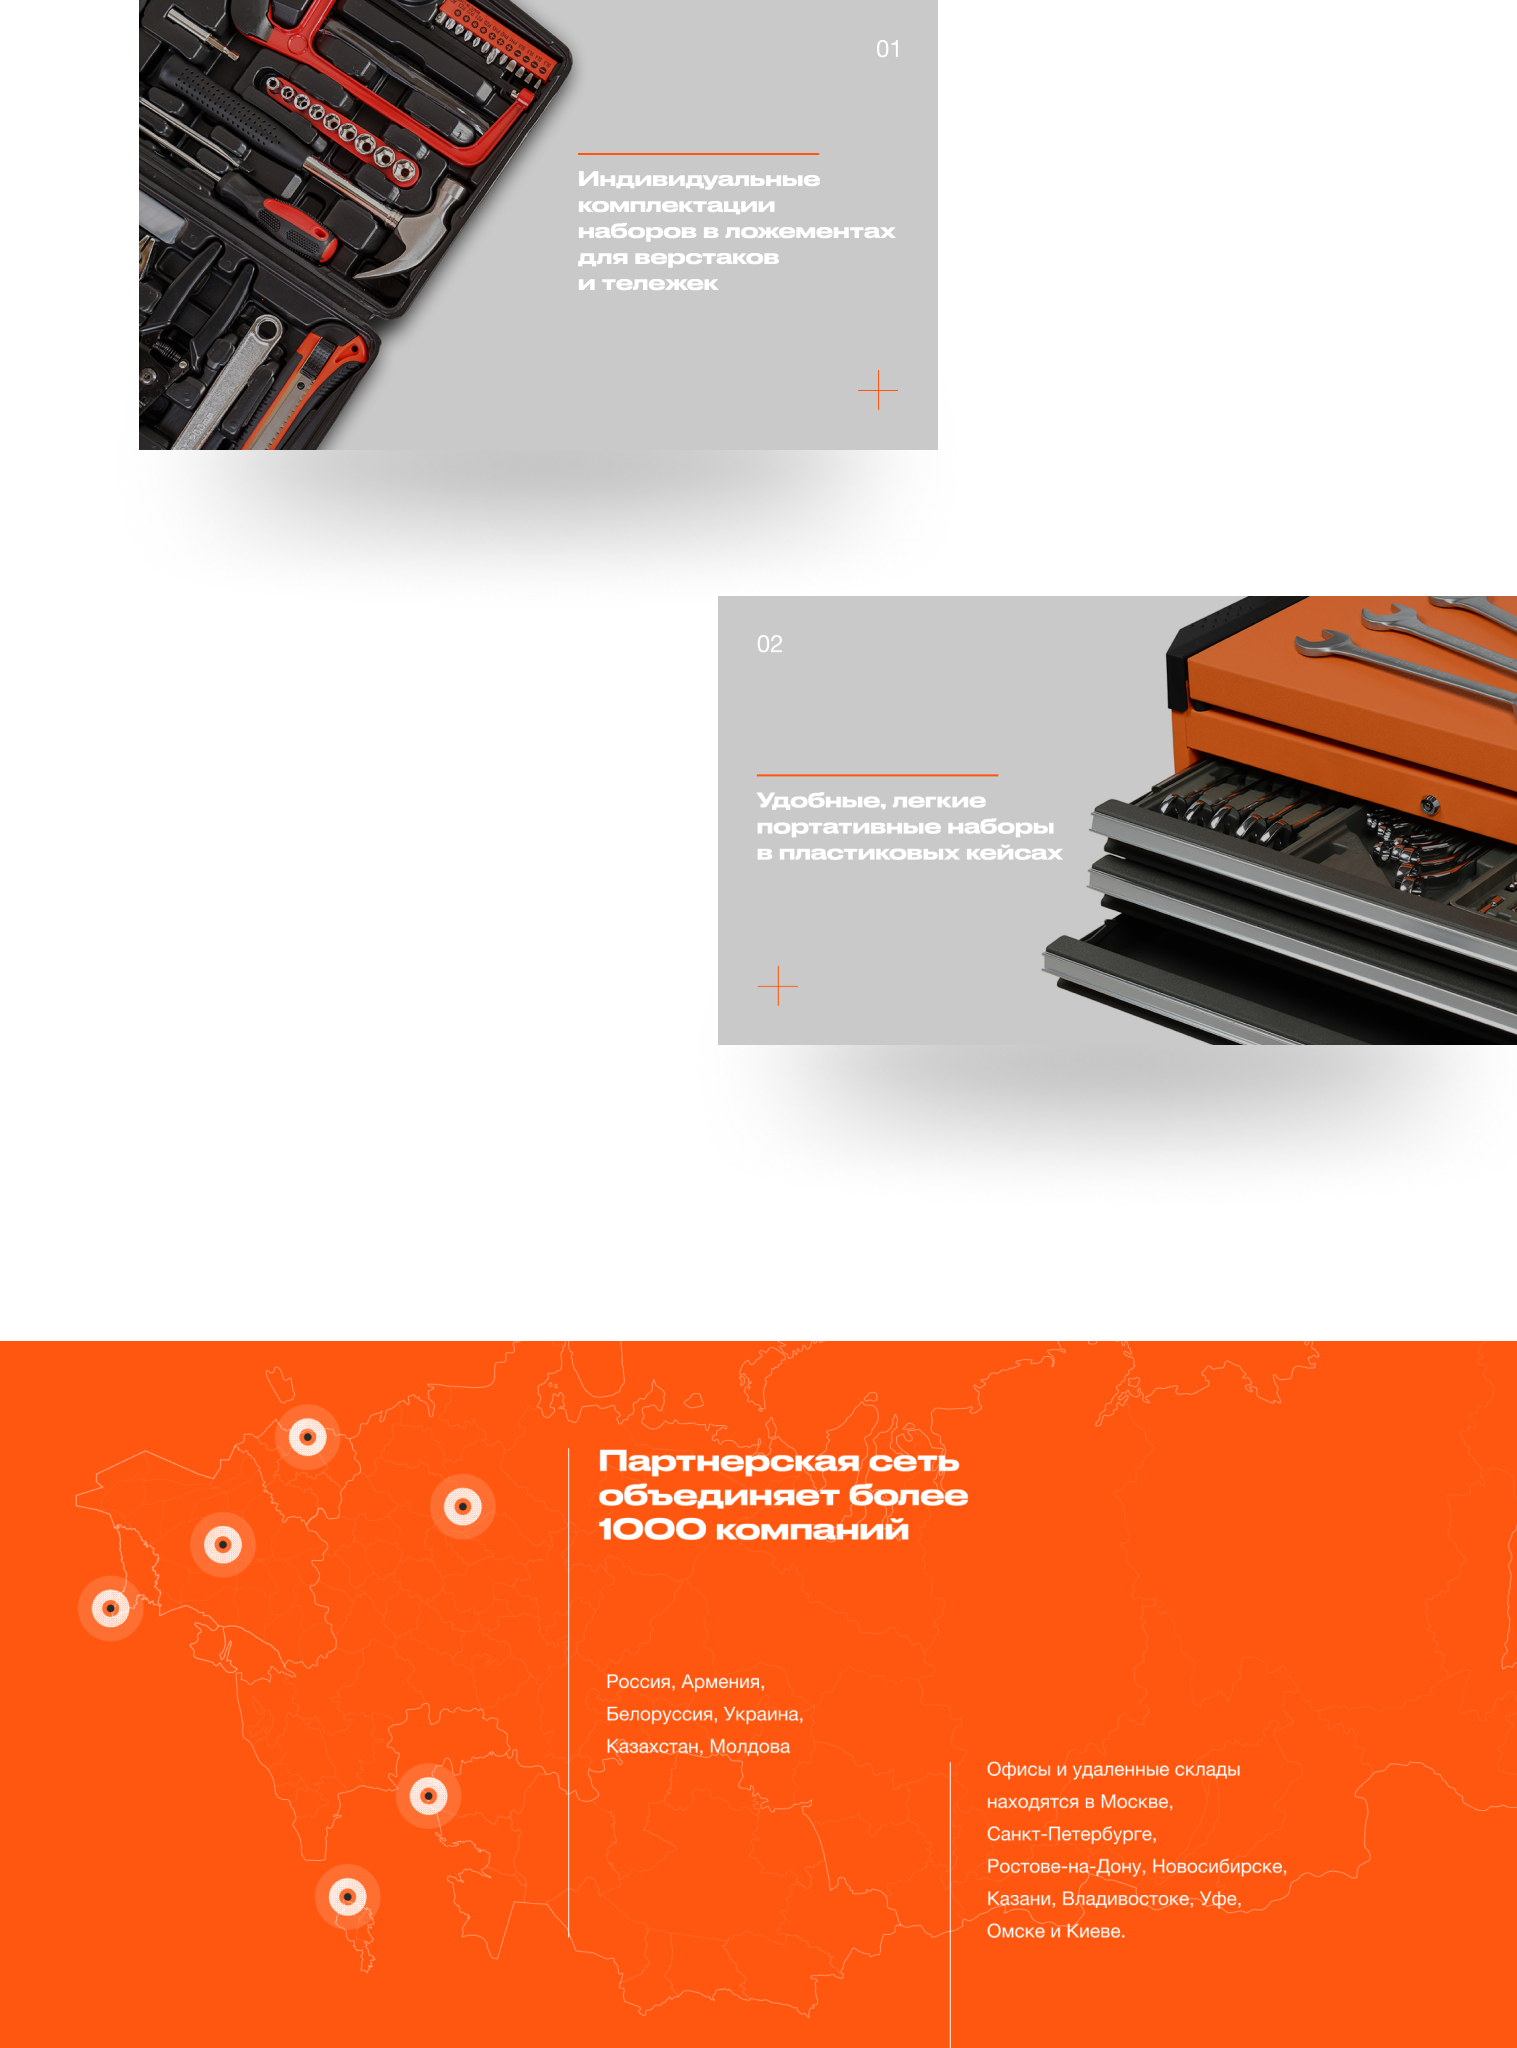 01
Индивидуальные
комплектации
наборов в ложементах
для верстаков
и тележек
02
Удобные, легкие
портативные наборы
в пластиковых кейсах
Партнерская сеть
объединяет более
1000 компаний
Россия, Армения,
Белоруссия, Украина,
Казахстан, Молдова
Офисы и удаленные склады
находятся в Москве,
Санкт-Петербурге,
Ростове-на-Дону, Новосибирске,
Казани, Владивостоке, Уфе,
Омске и Киеве.